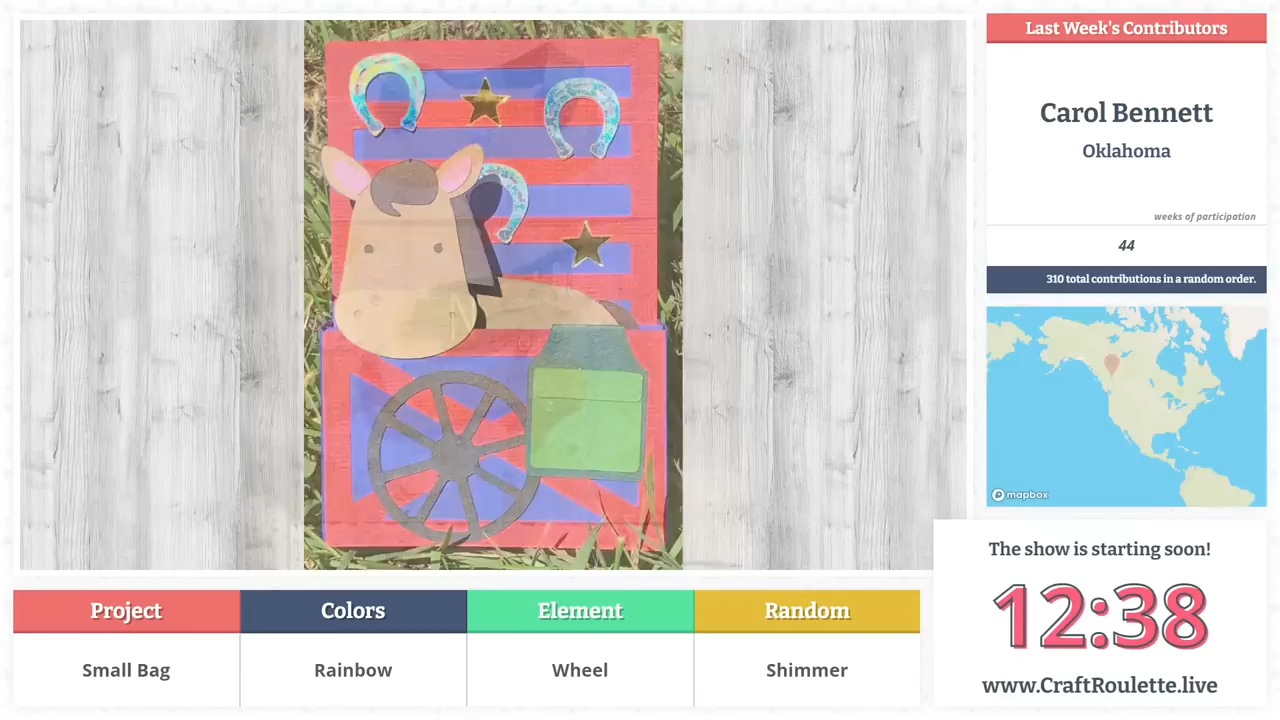 Last Week's Contributors
Carol Bennett
Oklahoma
weeks of participation
44
310 total contributions in a random order.
mapbox
The show is starting soon!
12:38
www.CraftRoulette.live
Project
Colors
Element
Random
Small Bag
Rainbow
Wheel
Shimmer